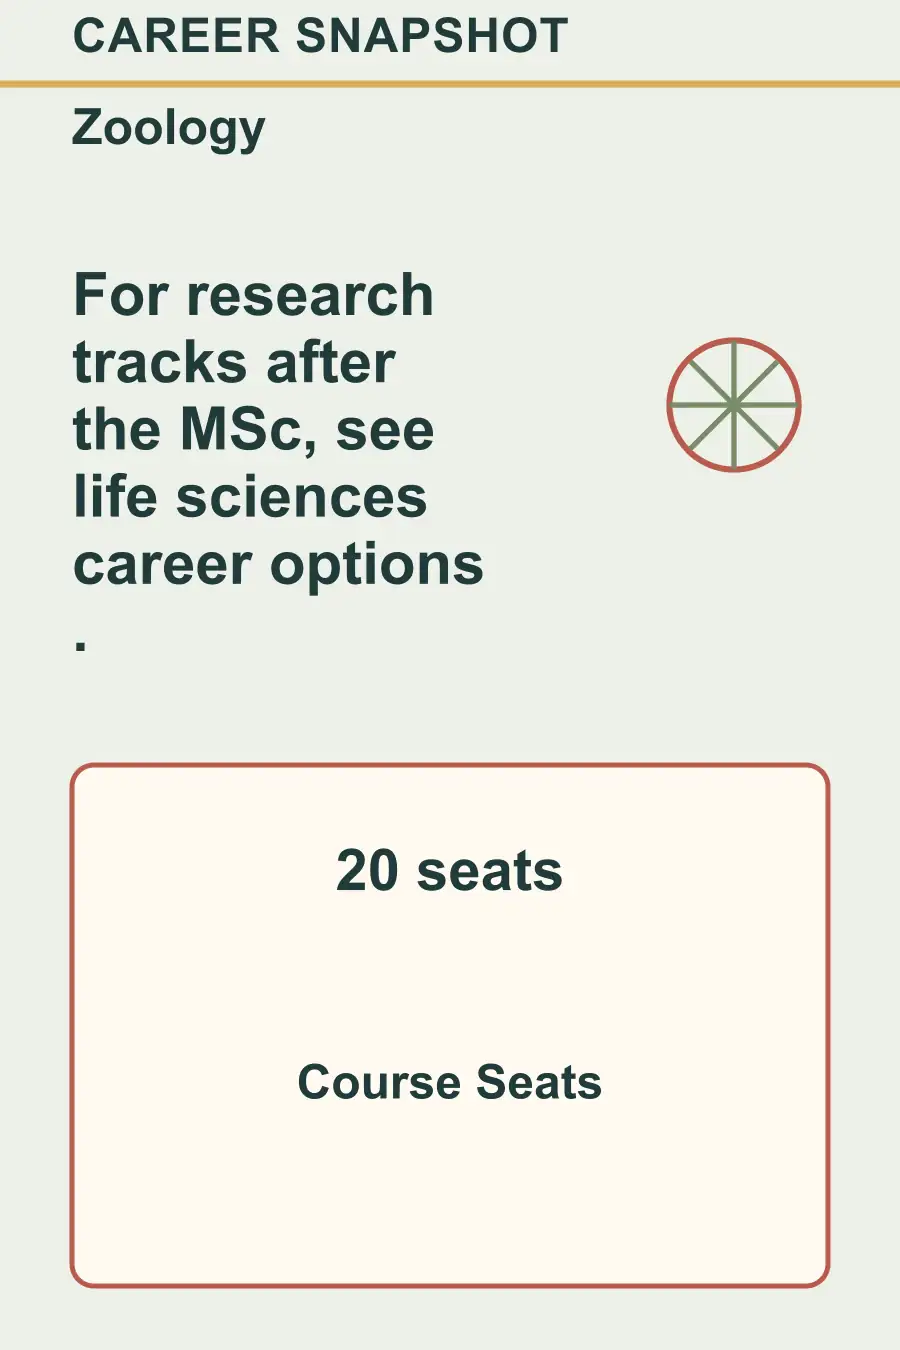 CAREER SNAPSHOT
Zoology
For research
tracks after
the MSc, see
life sciences
career options
.
20 seats
Course Seats